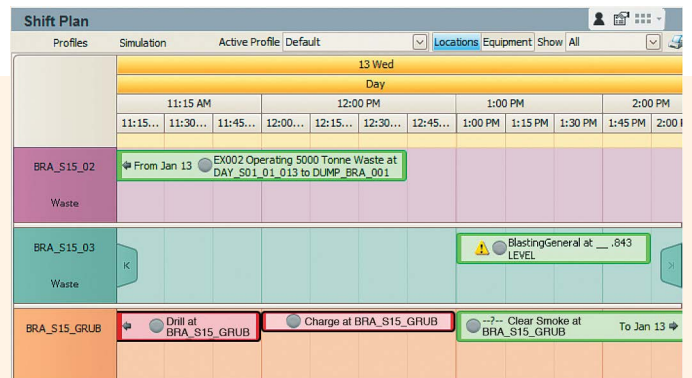 Shift Plan
Profiles Simulation Active Profile Default Locations Equipment Show All
13 Wed
Day
11:15 AM 12:00 PM 1:00 PM 2:00 PM
11:15... 11:30... 11:45... 12:00... 12:15... 12:30... 12:45... 1:00 PM 1:15 PM 1:30 PM 1:45 PM 2:00
BRA_S15_02
Waste
From Jan 13
EX002 Operating 5000 Tonne Waste at
DAY_S01_01_013 to DUMP_BRA_001
BRA_S15_03
Waste
BlastingGeneral at __ .843
LEVEL
BRA_S15_GRUB
Drill at
BRA_S15_GRUB
Charge at BRA_S15_GRUB
--?-- Clear Smoke at
BRA_S15_GRUB
To Jan 13